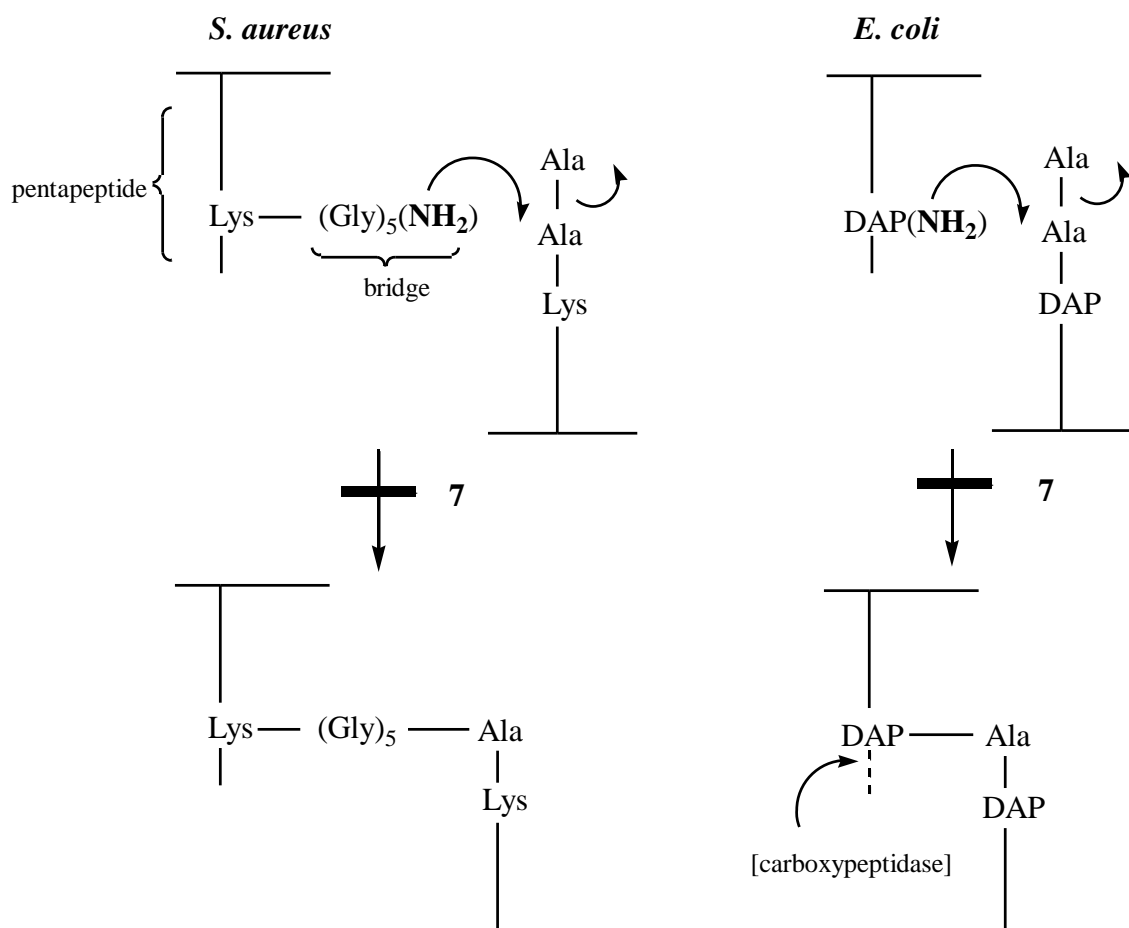 S. aureus
E. coli
pentapeptide
Lys
(Gly)5(NH2)
bridge
Ala
Ala
Lys
DAP(NH2)
Ala
Ala
DAP
7
7
Lys
(Gly)5
Ala
Lys
DAP
Ala
DAP
[carboxypeptidase]